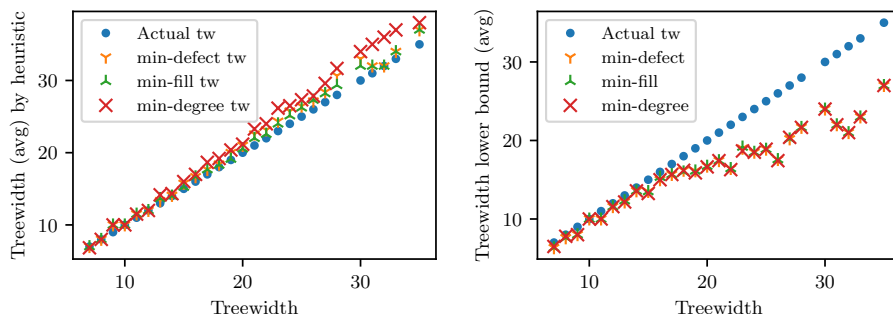 Treewidth (avg) by heuristic
30
20
10
Actual tw
min-defect tw
min-fill tw
min-degree tw
10
20
30
Treewidth
Treewidth lower bound (avg)
30
20
10
Actual tw
min-defect
min-fill
min-degree
10
20
30
Treewidth